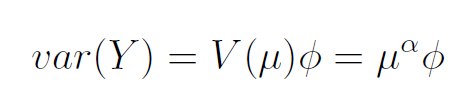 var(Y) = V(μ)ϕ = μ^α ϕ